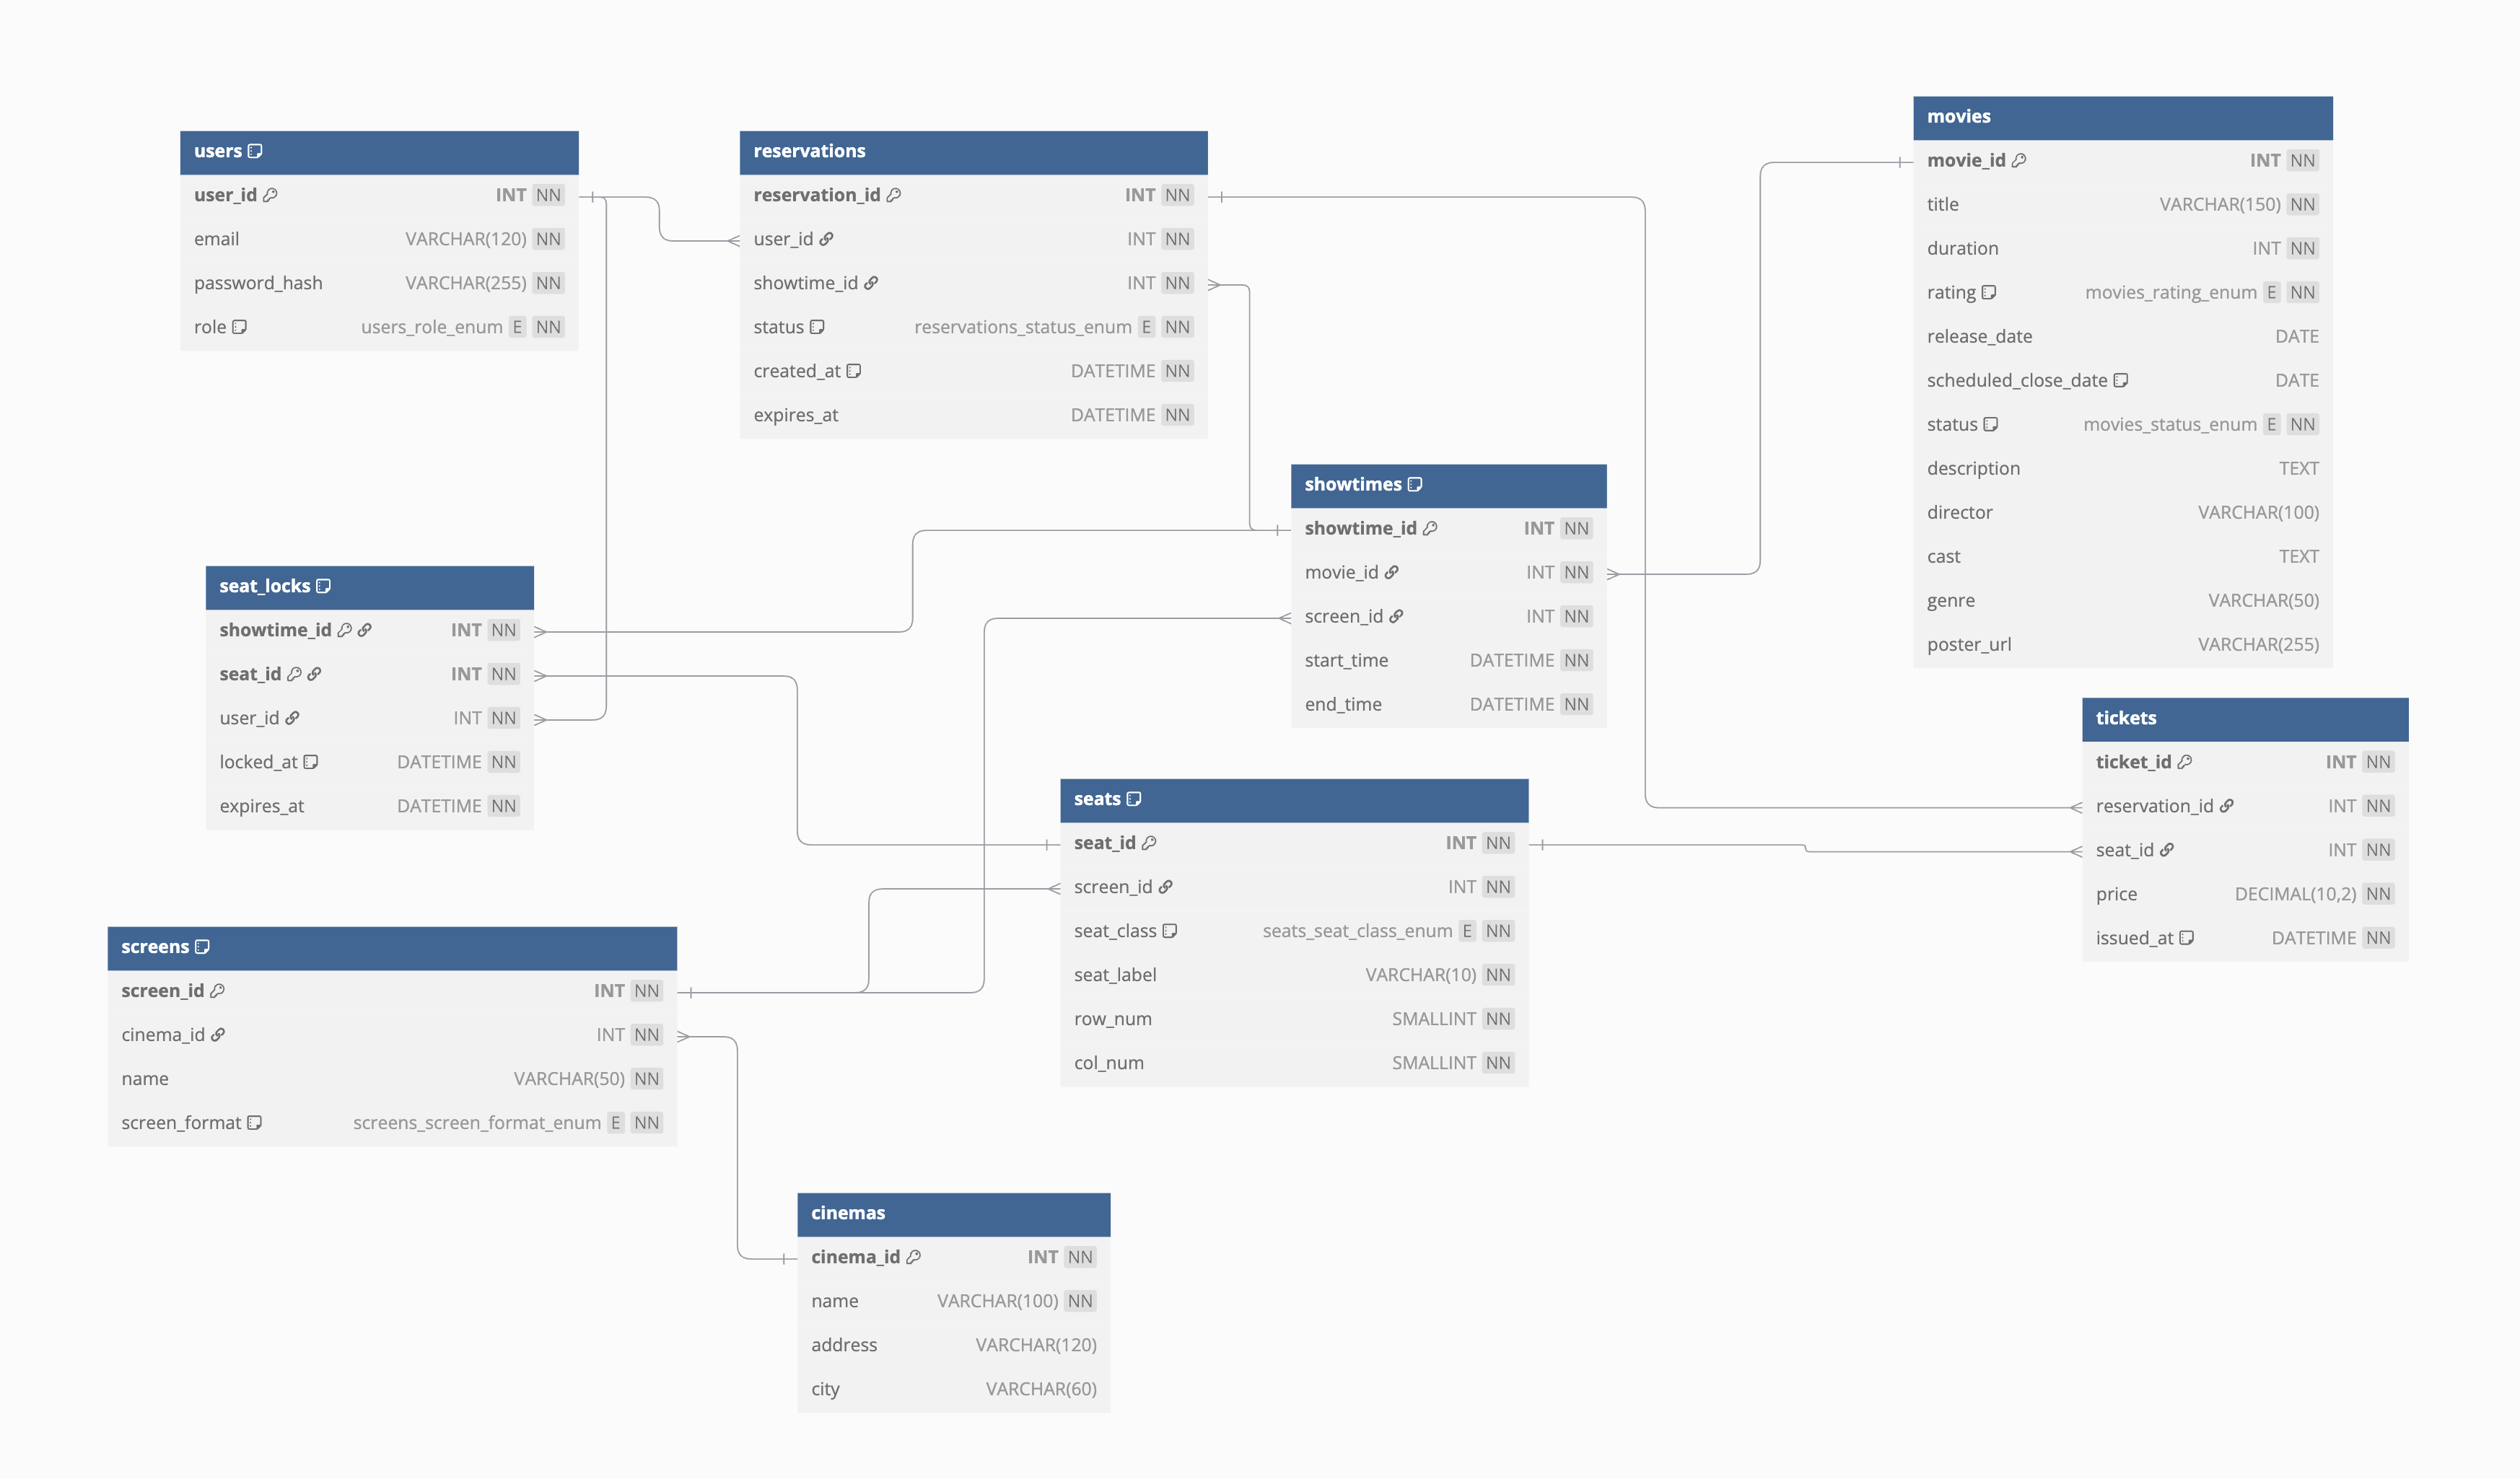 users
user_id INT NN
email VARCHAR(120) NN
password_hash VARCHAR(255) NN
role users_role_enum E NN
reservations
reservation_id INT NN
user_id INT NN
showtime_id INT NN
status reservations_status_enum E NN
created_at DATETIME NN
expires_at DATETIME NN
movies
movie_id INT NN
title VARCHAR(150) NN
duration INT NN
rating movies_rating_enum E NN
release_date DATE
scheduled_close_date DATE
status movies_status_enum E NN
description TEXT
director VARCHAR(100)
cast TEXT
genre VARCHAR(50)
poster_url VARCHAR(255)
showtimes
showtime_id INT NN
movie_id INT NN
screen_id INT NN
start_time DATETIME NN
end_time DATETIME NN
seat_locks
showtime_id INT NN
seat_id INT NN
user_id INT NN
locked_at DATETIME NN
expires_at DATETIME NN
tickets
ticket_id INT NN
reservation_id INT NN
seat_id INT NN
price DECIMAL(10,2) NN
issued_at DATETIME NN
seats
seat_id INT NN
screen_id INT NN
seat_class seats_seat_class_enum E NN
seat_label VARCHAR(10) NN
row_num SMALLINT NN
col_num SMALLINT NN
screens
screen_id INT NN
cinema_id INT NN
name VARCHAR(50) NN
screen_format screens_screen_format_enum E NN
cinemas
cinema_id INT NN
name VARCHAR(100) NN
address VARCHAR(120)
city VARCHAR(60)